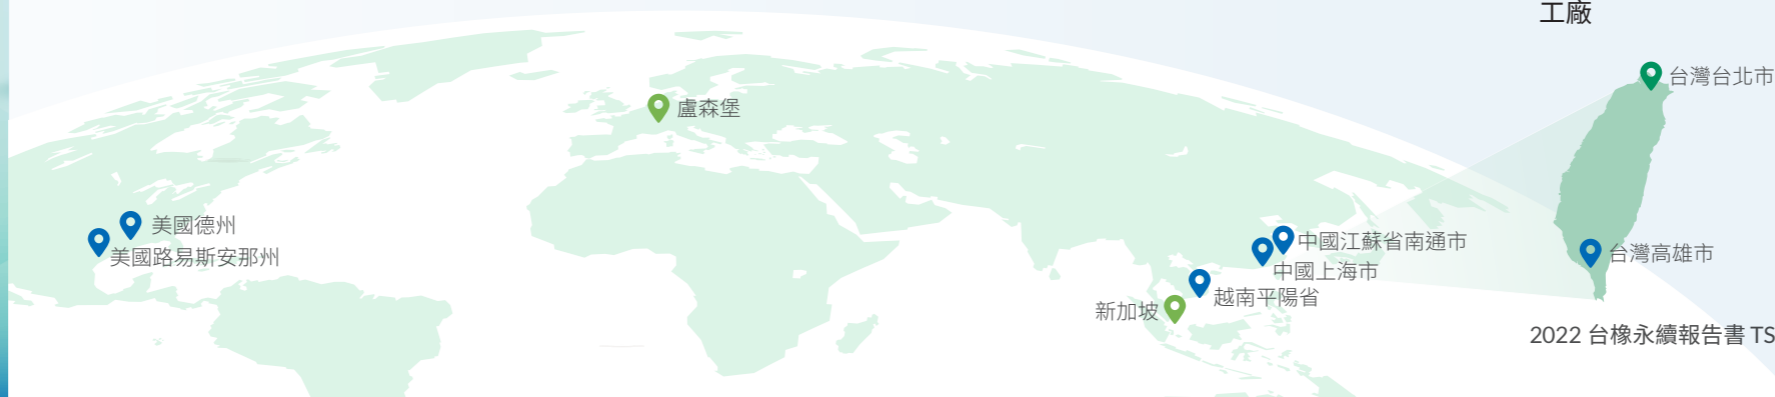 工廠
台灣台北市
盧森堡
美國德州
美國路易斯安那州
中國江蘇省南通市
中國上海市
台灣高雄市
越南平陽省
新加坡
2022 台橡永續報告書 TS